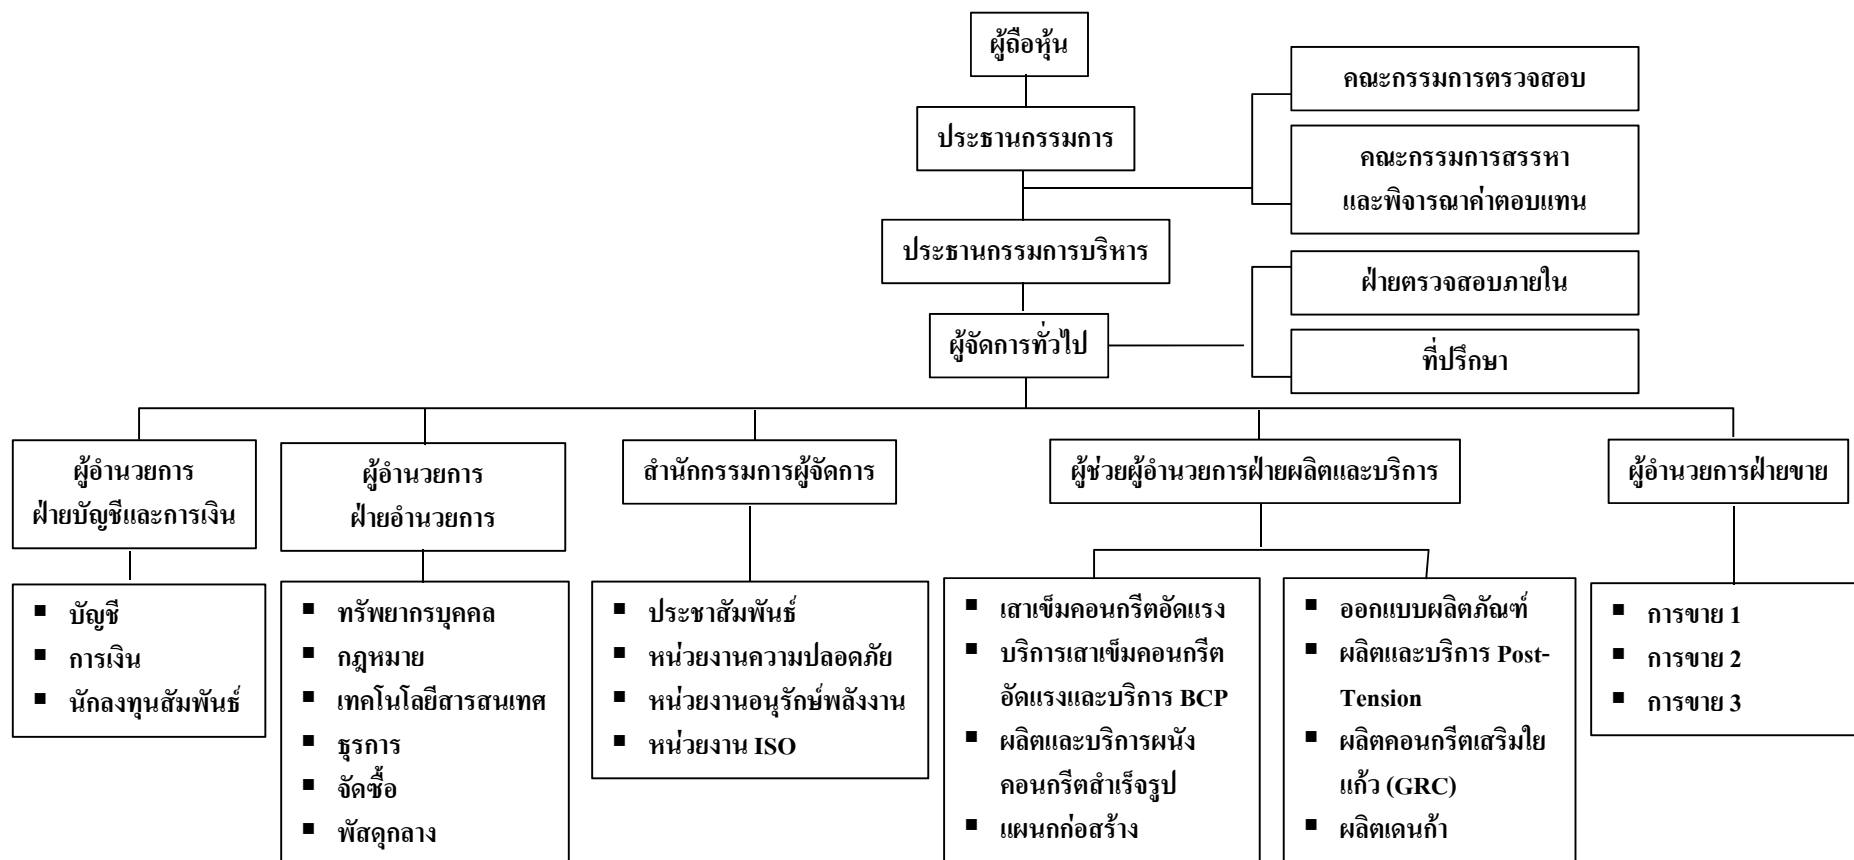 ผู้ถือหุ้น
คณะกรรมการตรวจสอบ
ประธานกรรมการ
คณะกรรมการสรรหา
และพิจารณาค่าตอบแทน
ประธานกรรมการบริหาร
ฝ่ายตรวจสอบภายใน
ผู้จัดการทั่วไป
ที่ปรึกษา
ผู้อำนวยการ
ฝ่ายบัญชีและการเงิน
ผู้อำนวยการ
ฝ่ายอำนวยการ
สำนักกรรมการผู้จัดการ
ผู้ช่วยผู้อำนวยการฝ่ายผลิตและบริการ
ผู้อำนวยการฝ่ายขาย
▪ บัญชี
▪ การเงิน
▪ นักลงทุนสัมพันธ์
▪ ทรัพยากรบุคคล
▪ กฎหมาย
▪ เทคโนโลยีสารสนเทศ
▪ ธุรการ
▪ จัดซื้อ
▪ พัสดุกลาง
▪ ประชาสัมพันธ์
▪ หน่วยงานความปลอดภัย
▪ หน่วยงานอนุรักษ์พลังงาน
▪ หน่วยงาน ISO
▪ เสาเข็มคอนกรีตอัดแรง
▪ บริการเสาเข็มคอนกรีต
อัดแรงและบริการ BCP
▪ ผลิตและบริการผนัง
คอนกรีตสำเร็จรูป
▪ แผนกก่อสร้าง
▪ ออกแบบผลิตภัณฑ์
▪ ผลิตและบริการ Post-
Tension
▪ ผลิตคอนกรีตเสริมใย
แก้ว (GRC)
▪ ผลิตเดนก้า
▪ การขาย 1
▪ การขาย 2
▪ การขาย 3